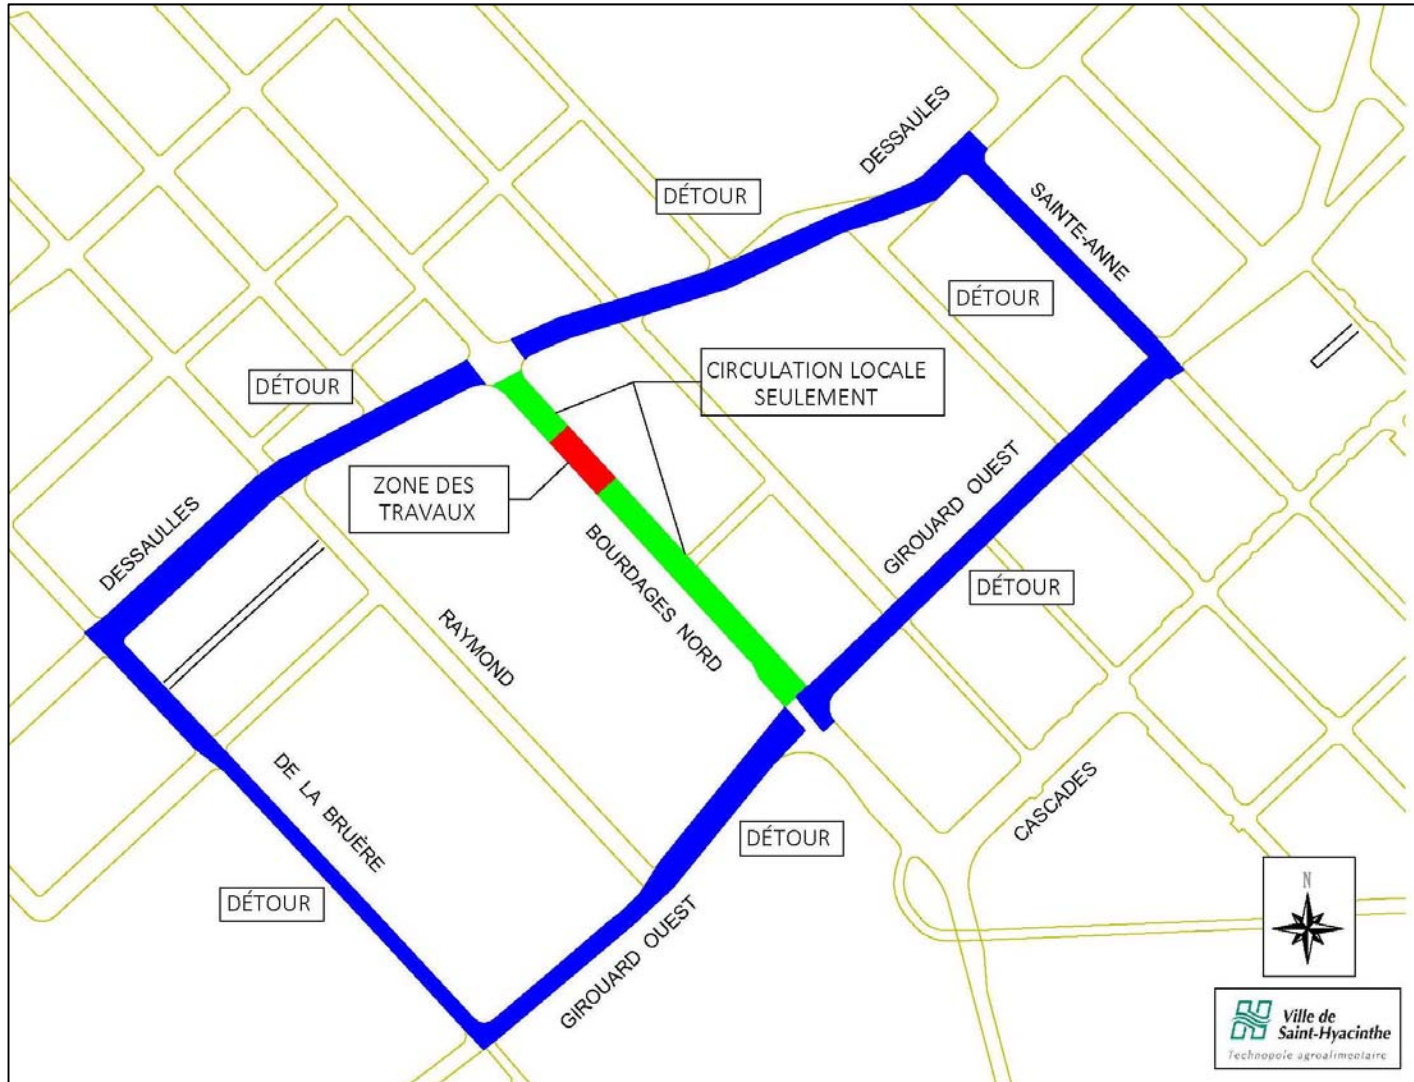 DESSAULES
DÉTOUR
SAINTE-ANNE
DÉTOUR
CIRCULATION LOCALE
SEULEMENT
DÉTOUR
ZONE DES
TRAVAUX
DESSAULLES
GIROUARD OUEST
BOURDAGES NORD
DÉTOUR
RAYMOND
DE LA BRUÈRE
CASCADES
DÉTOUR
DÉTOUR
GIROUARD OUEST
N
Ville de
Saint-Hyacinthe
Technopole agroalimentaire